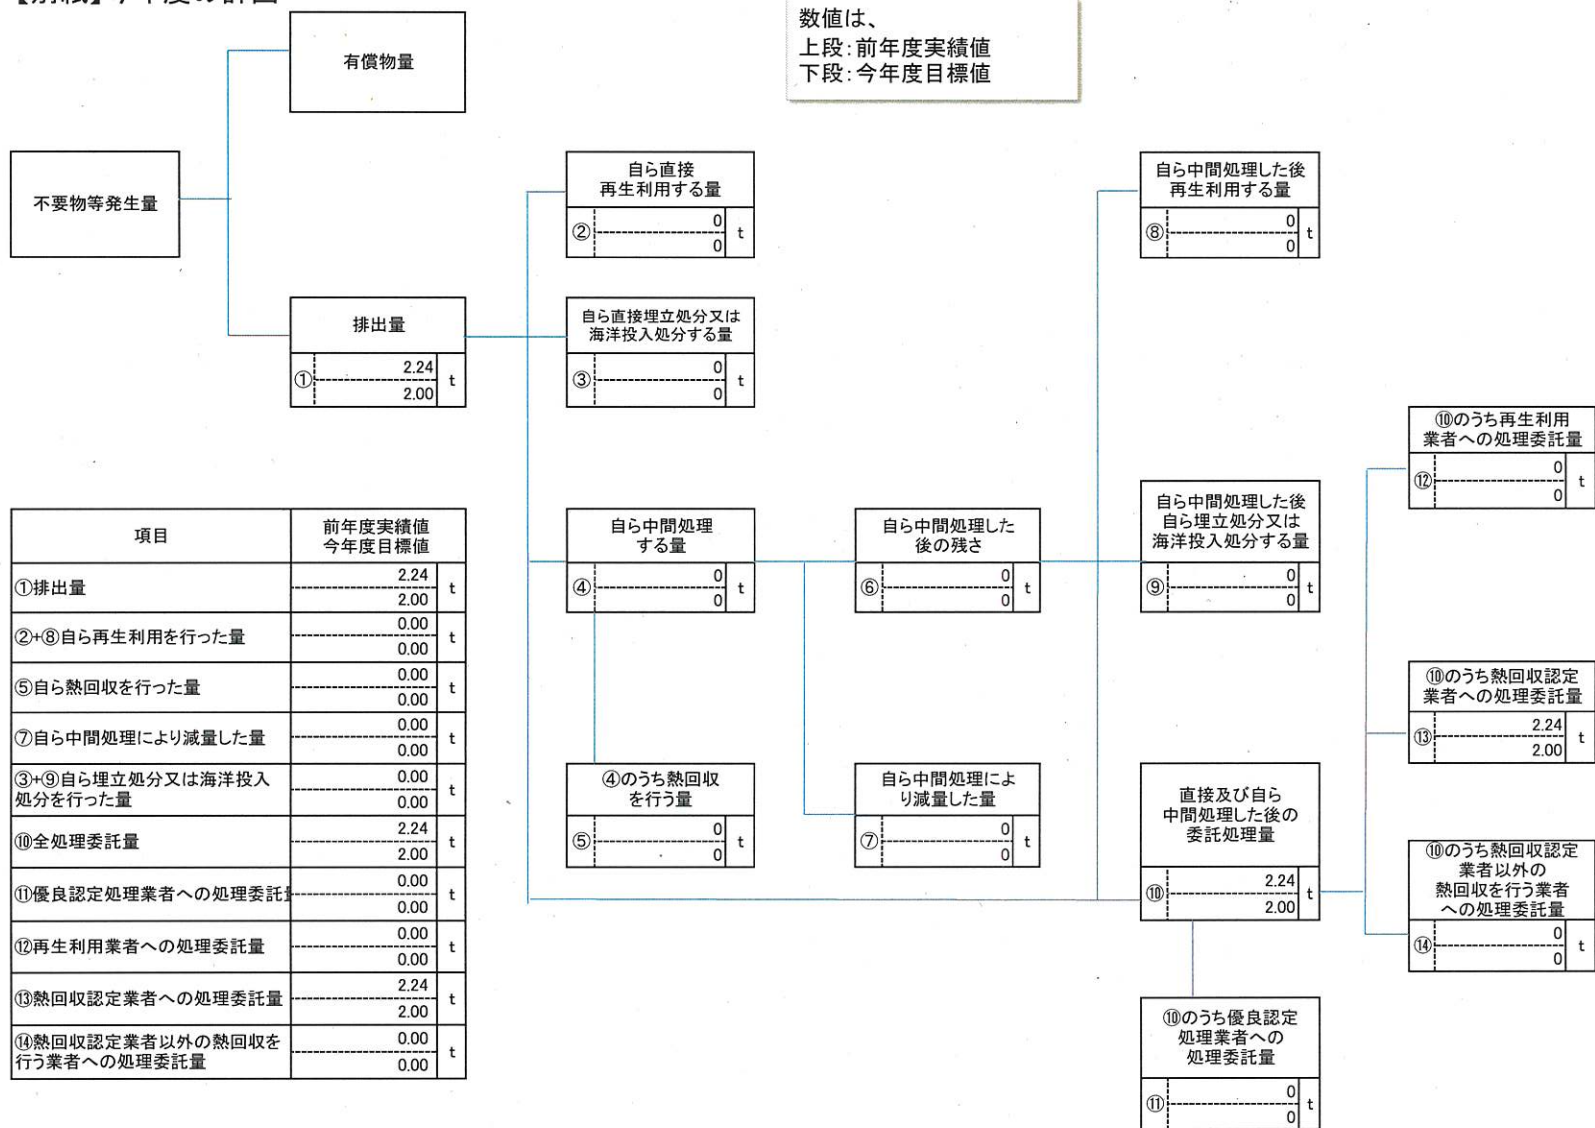 数値は、
上段:前年度実績値
下段:今年度目標値
有償物量
不要物等発生量
排出量
①
2.24
2.00
t
自ら直接
再生利用する量
②
0
0
t
自ら直接埋立処分又は
海洋投入処分する量
③
0
0
t
自ら中間処理
する量
④
0
0
t
④のうち熱回収
を行う量
⑤
0
0
t
自ら中間処理した
後の残さ
⑥
0
0
t
自ら中間処理によ
り減量した量
⑦
0
0
t
自ら中間処理した後
再生利用する量
⑧
0
0
t
自ら中間処理した後
自ら埋立処分又は
海洋投入処分する量
⑨
0
0
t
直接及び自ら
中間処理した後の
委託処理量
⑩
2.24
2.00
t
⑩のうち優良認定
処理業者への
処理委託量
⑪
0
0
t
⑩のうち再生利用
業者への処理委託量
⑫
0
0
t
⑩のうち熱回収認定
業者への処理委託量
⑬
2.24
2.00
t
⑩のうち熱回収認定
業者以外の
熱回収を行う業者
への処理委託量
⑭
0
0
t
項目
前年度実績値
今年度目標値
①排出量
2.24
2.00
t
②+⑧自ら再生利用を行った量
0.00
0.00
t
⑤自ら熱回収を行った量
0.00
0.00
t
⑦自ら中間処理により減量した量
0.00
0.00
t
③+⑨自ら埋立処分又は海洋投入
処分を行った量
0.00
0.00
t
⑩全処理委託量
2.24
2.00
t
⑪優良認定処理業者への処理委託
0.00
0.00
t
⑫再生利用業者への処理委託量
0.00
0.00
t
⑬熱回収認定業者への処理委託量
2.24
2.00
t
⑭熱回収認定業者以外の熱回収を
行う業者への処理委託量
0.00
0.00
t